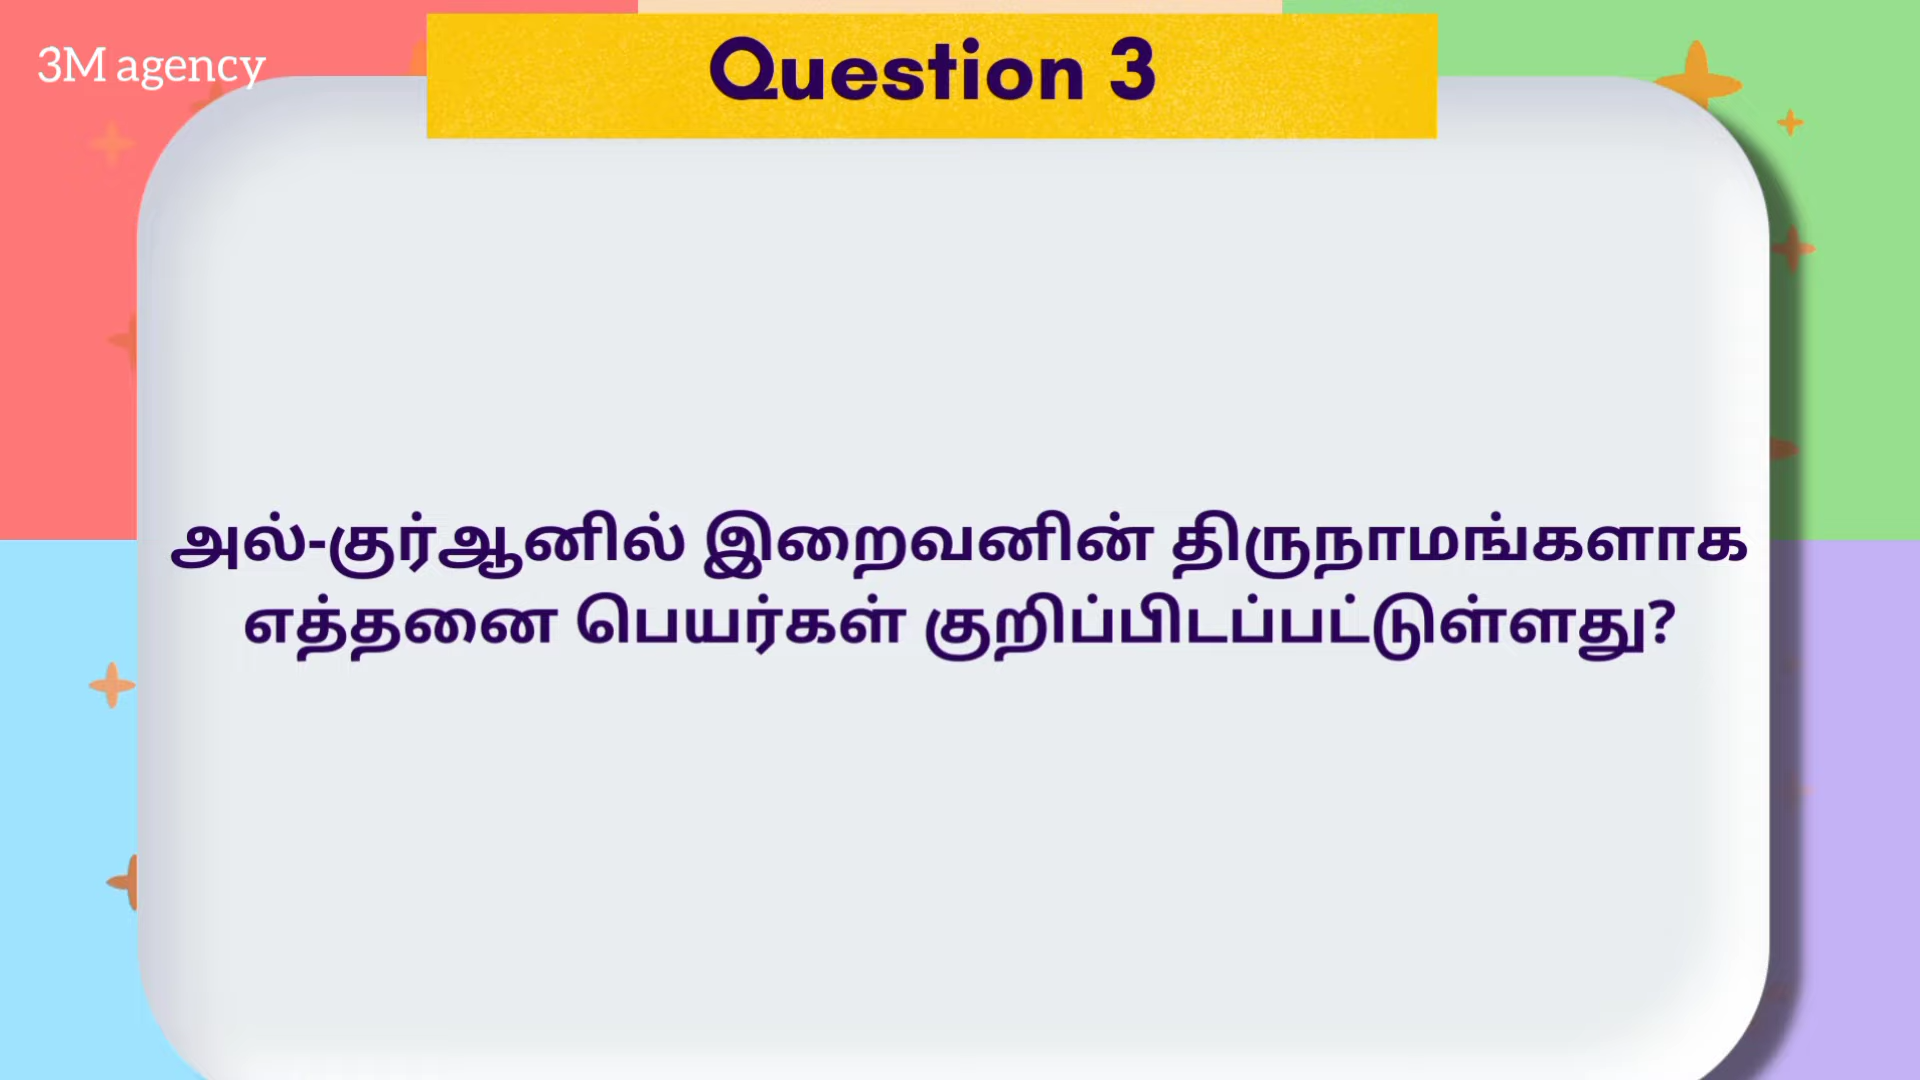 3M agency
Question 3
அல்-குர்ஆனில் இறைவனின் திருநாமங்களாக
எத்தனை பெயர்கள் குறிப்பிடப்பட்டுள்ளது?